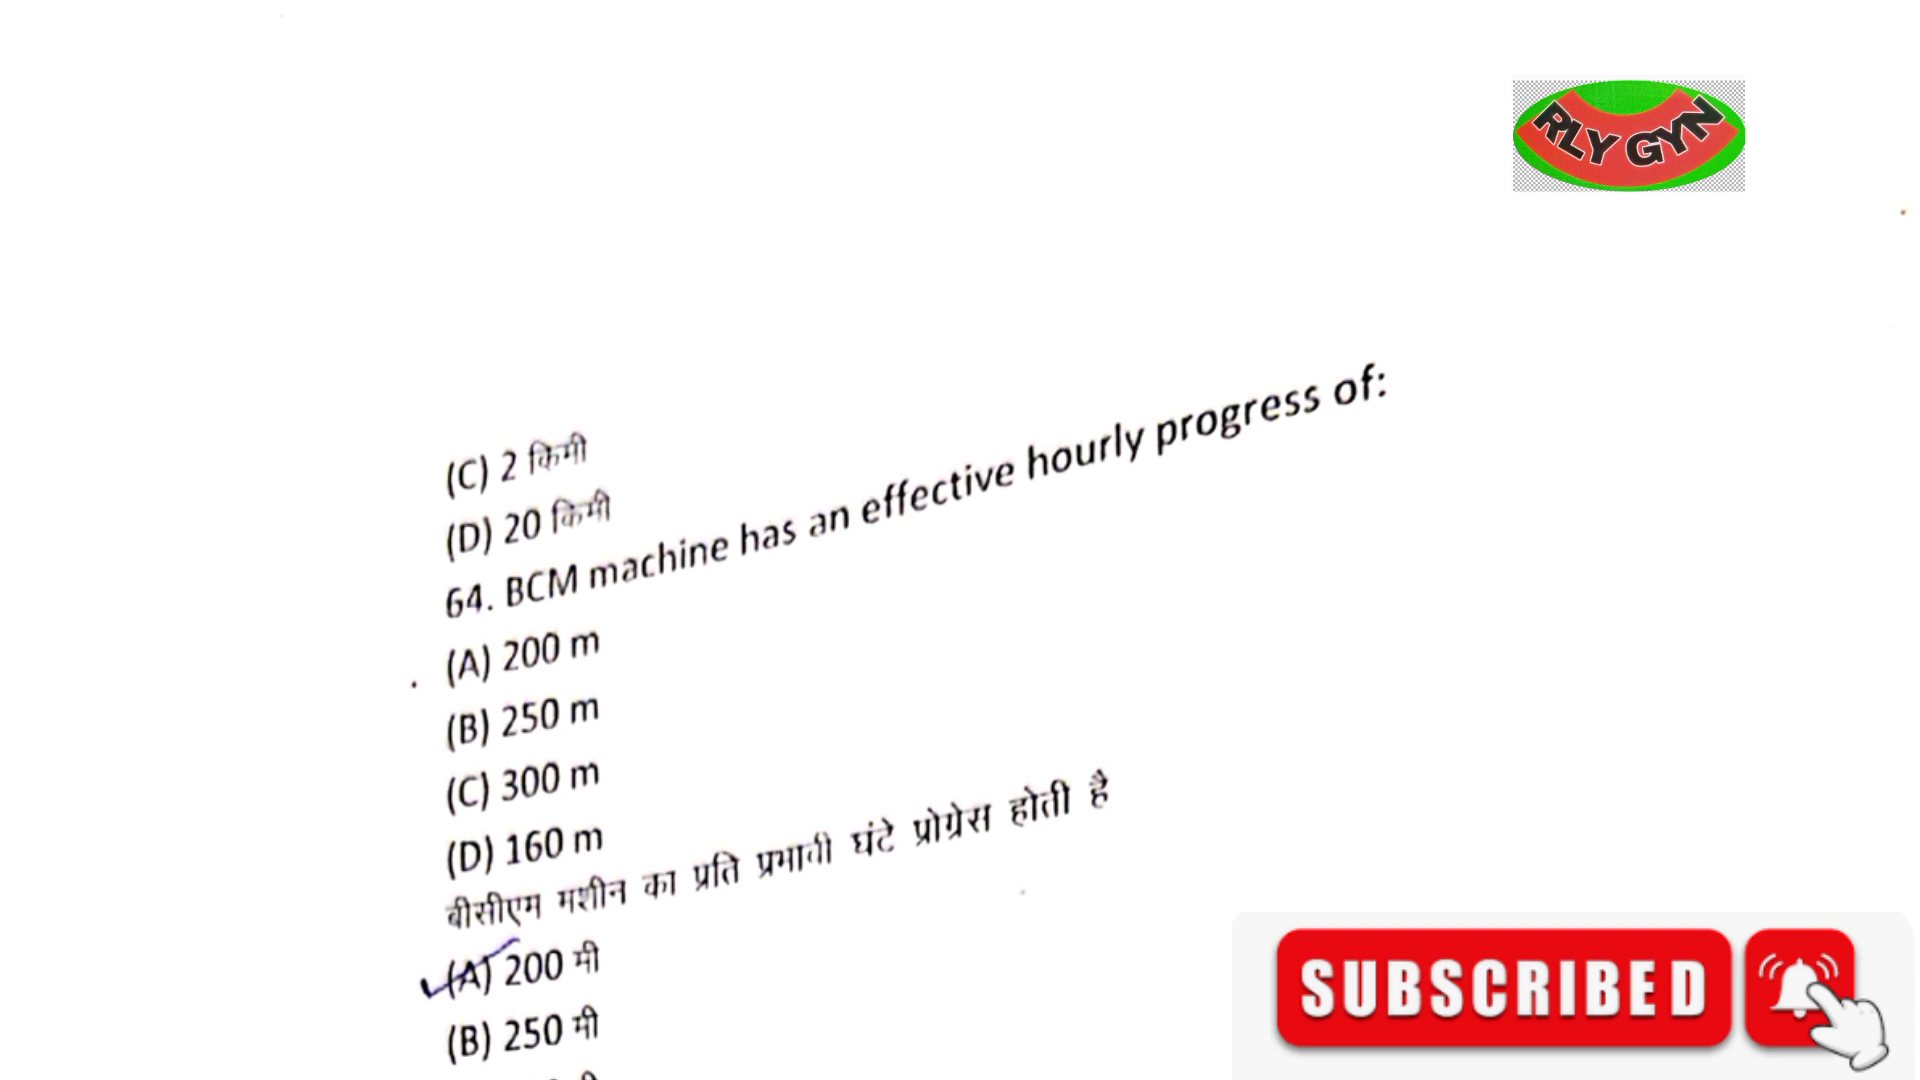 RLY GYN
(C) 2 किमी
(D) 20 किमी
64. BCM machine has an effective hourly progress of:
(A) 200 m
(B) 250 m
(C) 300 m
(D) 160 m
बीसीएम मशीन का प्रति प्रभावी घंटे प्रोग्रेस होती है
(A) 200 मी
(B) 250 मी
SUBSCRIBED